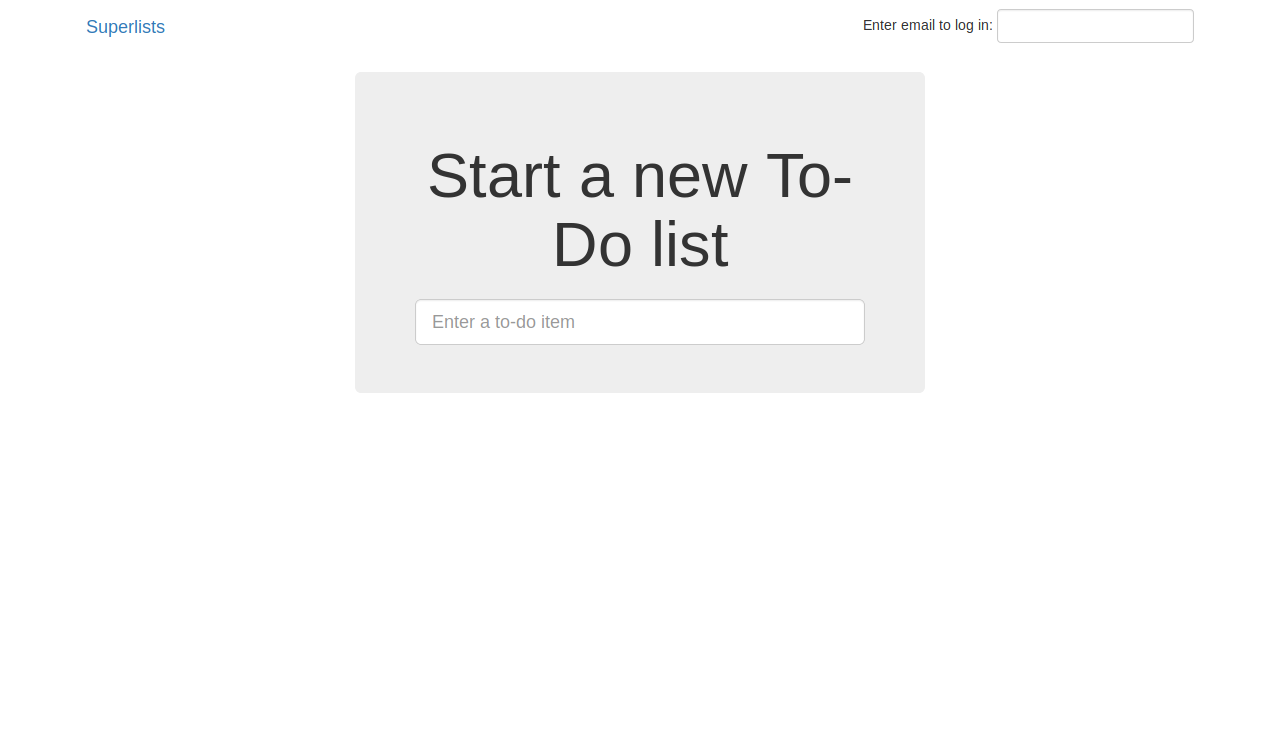 Superlists
Enter email to log in:
Start a new To-
Do list
Enter a to-do item